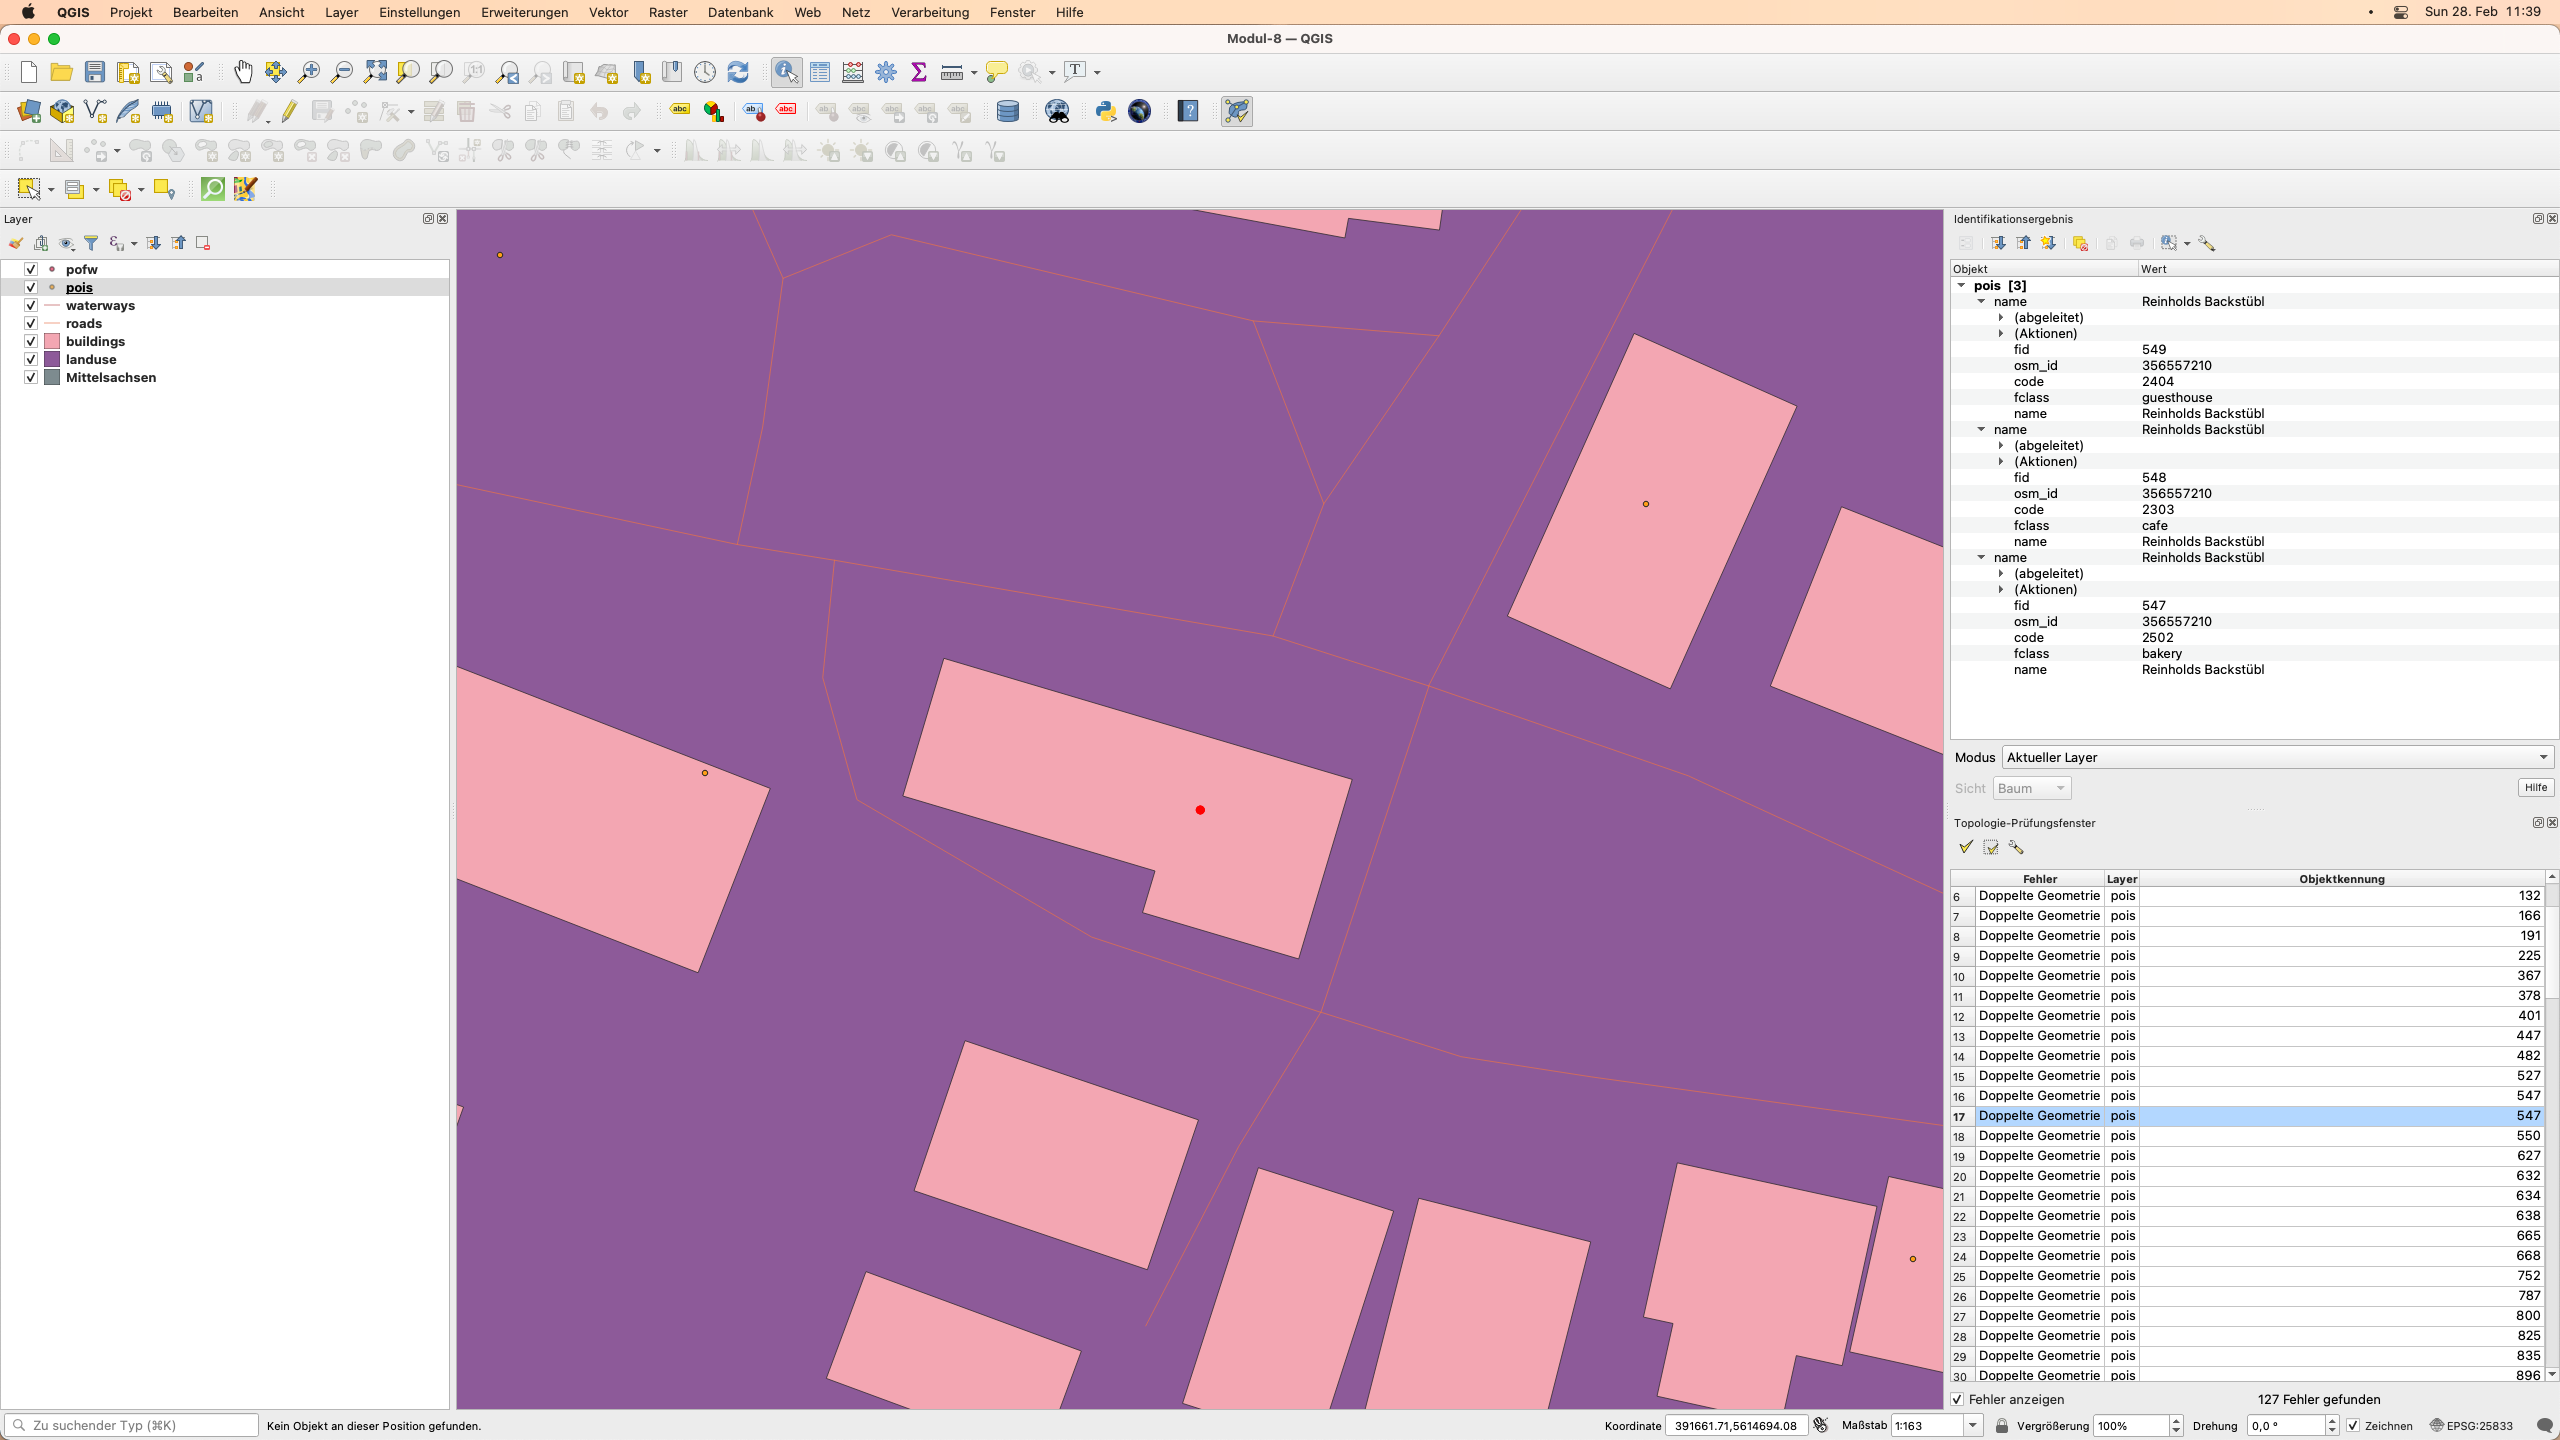 QGIS Projekt Bearbeiten Ansicht Layer Einstellungen Erweiterungen Vektor Raster Datenbank Web Netz Verarbeitung Fenster Hilfe Sun 28. Feb 11:39
Modul-8 — QGIS
Layer
pofw
pois
waterways
roads
buildings
landuse
Mittelsachsen
Identifikationsergebnis
Objekt Wert
pois [3]
name Reinholds Backstübl
(abgeleitet)
(Aktionen)
fid 549
osm_id 356557210
code 2404
fclass guesthouse
name Reinholds Backstübl
name Reinholds Backstübl
(abgeleitet)
(Aktionen)
fid 548
osm_id 356557210
code 2303
fclass cafe
name Reinholds Backstübl
name Reinholds Backstübl
(abgeleitet)
(Aktionen)
fid 547
osm_id 356557210
code 2502
fclass bakery
name Reinholds Backstübl
Modus Aktueller Layer
Sicht Baum Hilfe
Topologie-Prüfungsfenster
Fehler Layer Objektkennung
6 Doppelte Geometrie pois 132
7 Doppelte Geometrie pois 166
8 Doppelte Geometrie pois 191
9 Doppelte Geometrie pois 225
10 Doppelte Geometrie pois 367
11 Doppelte Geometrie pois 378
12 Doppelte Geometrie pois 401
13 Doppelte Geometrie pois 447
14 Doppelte Geometrie pois 482
15 Doppelte Geometrie pois 527
16 Doppelte Geometrie pois 547
17 Doppelte Geometrie pois 547
18 Doppelte Geometrie pois 550
19 Doppelte Geometrie pois 627
20 Doppelte Geometrie pois 632
21 Doppelte Geometrie pois 634
22 Doppelte Geometrie pois 638
23 Doppelte Geometrie pois 665
24 Doppelte Geometrie pois 668
25 Doppelte Geometrie pois 752
26 Doppelte Geometrie pois 787
27 Doppelte Geometrie pois 800
28 Doppelte Geometrie pois 825
29 Doppelte Geometrie pois 835
30 Doppelte Geometrie pois 896
Fehler anzeigen 127 Fehler gefunden
Zu suchender Typ (⌘K) Kein Objekt an dieser Position gefunden. Koordinate 391661.71,5614694.08 Maßstab 1:163 Vergrößerung 100% Drehung 0,0 ° Zeichnen EPSG:25833